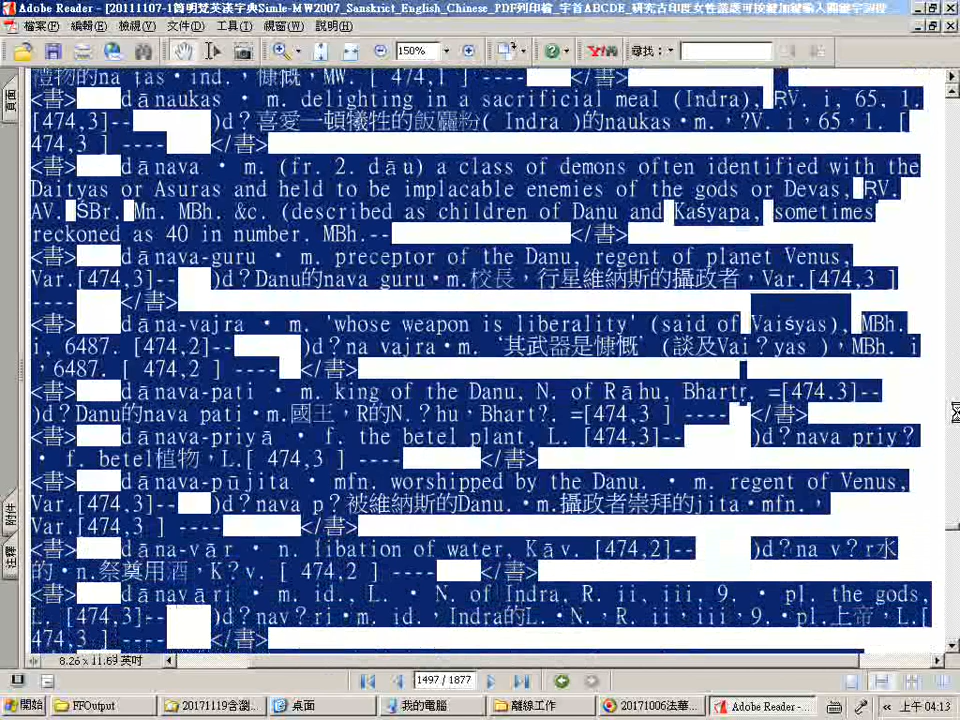 Adobe Reader - [20111107-1簡明梵英漢字典Simle-MW2007_Sanskrit_English_Chinese_PDF列印檔_字首ABCDE_研究古印度女性議題可按
檔案(F) 編輯(E) 檢視(V) 文件(D) 工具(T) 視窗(W) 說明(H)
150% 尋找：
禮物的na tas‧ind.，慷慨，MW. [ 474,1 ] ---- </書>
<書> dānaukas ‧ m. delighting in a sacrificial meal (Indra), RV. i, 65, 1.
[474,3]-- )d？喜愛一頓犧牲的飯 ( Indra )的naukas‧m.，?V. i，65，1. [
474,3 ] ---- </書>
<書> dānava ‧ m. (fr. 2. dāu) a class of demons often identified with the
Daityas or Asuras and held to be implacable enemies of the gods or Devas, RV.
AV. ŚBr. Mn. MBh. &c. (described as children of Danu and Kaśyapa, sometimes
reckoned as 40 in number. MBh.-- </書>
<書> dānava-guru ‧ m. preceptor of the Danu, regent of planet Venus,
Var.[474,3]-- )d？Danu的nava guru‧m.校長，行星維納斯的攝政者，Var.[474,3 ]
---- </書>
<書> dāna-vajra ‧ m. 'whose weapon is liberality' (said of Vaiśyas), MBh.
i, 6487. [474,2]-- )d？na vajra‧m.‘其武器是慷慨’(談及Vai？yas )，MBh. i
，6487. [ 474,2 ] ---- </書>
<書> dānava-pati ‧ m. king of the Danu, N. of Rāhu, Bhartṛ. =[474,3]--
)d？Danu的nava pati‧m.國王，R的N.？hu，Bhart?. =[474,3 ] ---- </書>
<書> dānava-priyā ‧ f. the betel plant, L. [474,3]-- )d？nava priy？
‧ f. betel植物，L.[ 474,3 ] ---- </書>
<書> dānava-pūjita ‧ mfn. worshipped by the Danu. ‧ m. regent of Venus,
Var.[474,3]-- )d？nava p？被維納斯的Danu.‧m.攝政者崇拜的jita‧mfn.，
Var.[474,3 ] ---- </書>
<書> dāna-vār ‧ n. libation of water, Kāv. [474,2]-- )d？na v？r水
的‧n.祭奠用酒，K？v. [ 474,2 ] ---- </書>
<書> dānavāri ‧ m. id., L. ‧ N. of Indra, R. ii, iii, 9. ‧ pl. the gods,
L. [474,3]-- )d？nav？ri‧m. id.，Indra的L.‧N.，R. ii，iii，9.‧pl.上帝，L.[
474,3 ] ---- </書>
頁面
附件
注釋
8.26 x 11.69 英吋
1497 / 1877
開始 FFOutput 20171119含瀏... 桌面 我的電腦 離線工作 20171006法華... Adobe Reader - [... 上午 04:13